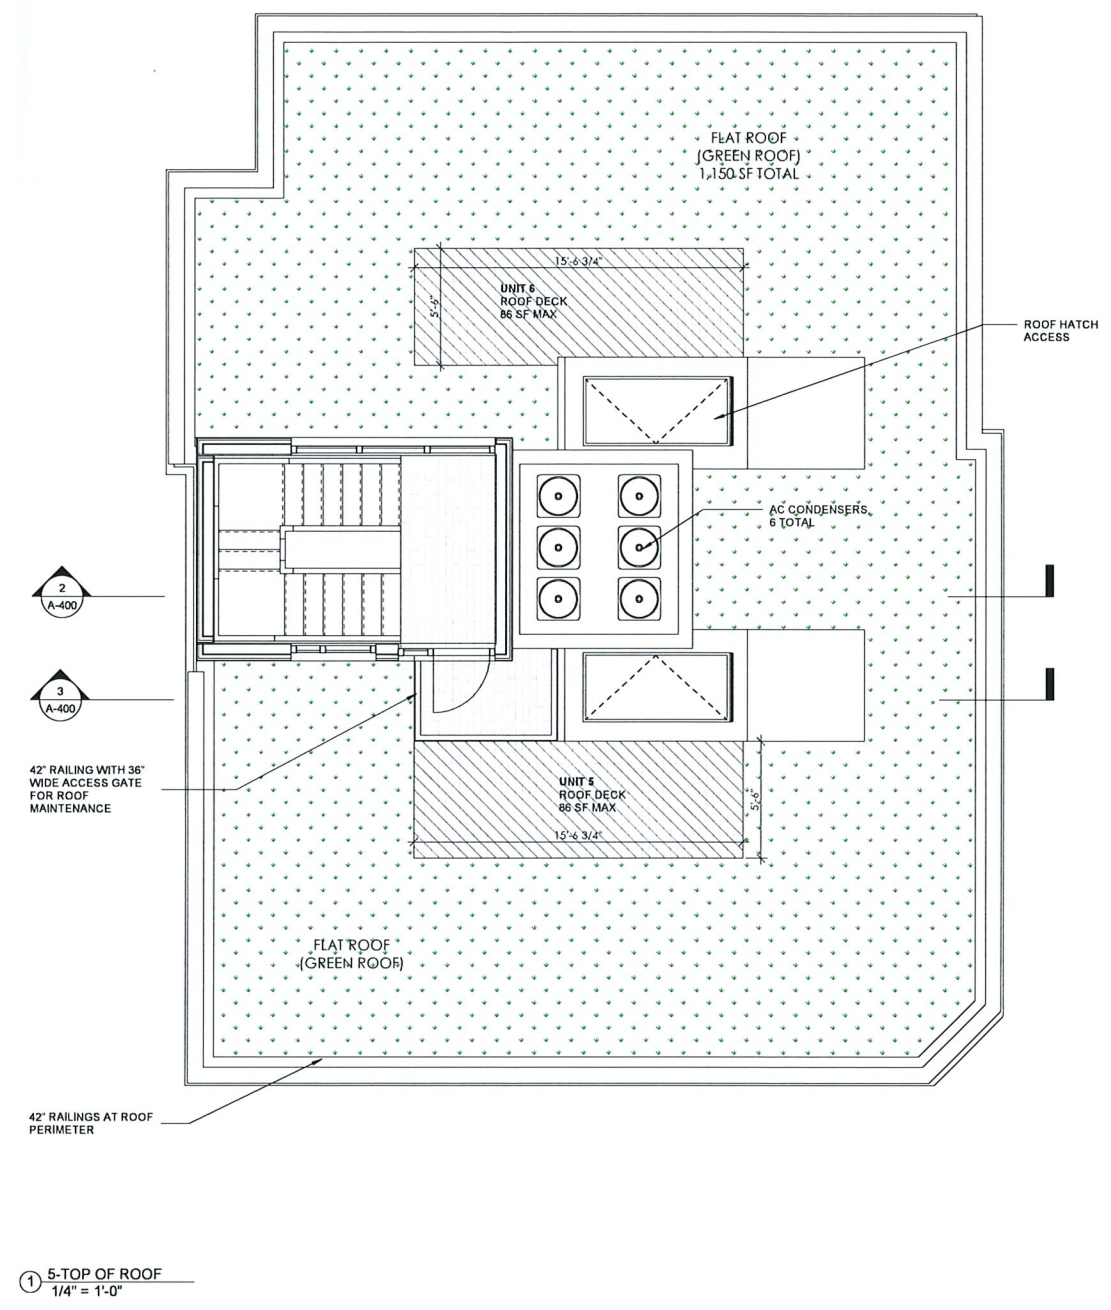 FLAT ROOF
(GREEN ROOF)
1,150 SF TOTAL
15'-6 3/4"
UNIT 6
ROOF DECK
86 SF MAX
5'-6"
ROOF HATCH
ACCESS
AC CONDENSERS,
6 TOTAL
2
A-400
3
A-400
42" RAILING WITH 36"
WIDE ACCESS GATE
FOR ROOF
MAINTENANCE
UNIT 5
ROOF DECK
86 SF MAX
5'-6"
15'-6 3/4"
FLAT ROOF
(GREEN ROOF)
42" RAILINGS AT ROOF
PERIMETER
1
5-TOP OF ROOF
1/4" = 1'-0"